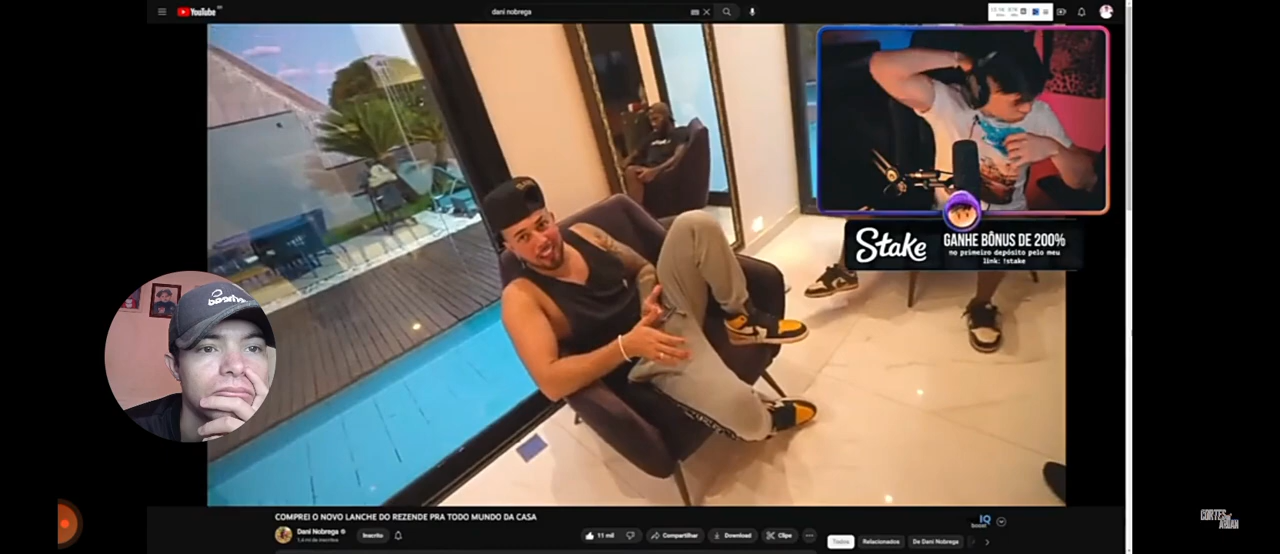 YouTube
dani nobrega
Stake
GANHE BÔNUS DE 200%
no primeiro depósito pelo meu
link: !stake
COMPREI O NOVO LANCHE DO REZENDE PRA TODO MUNDO DA CASA
Dani Nobrega
Inscrito
11 mil
Compartilhar
Download
Clipe
IQ
Todos
Relacionados
De Dani Nobrega
CORTES